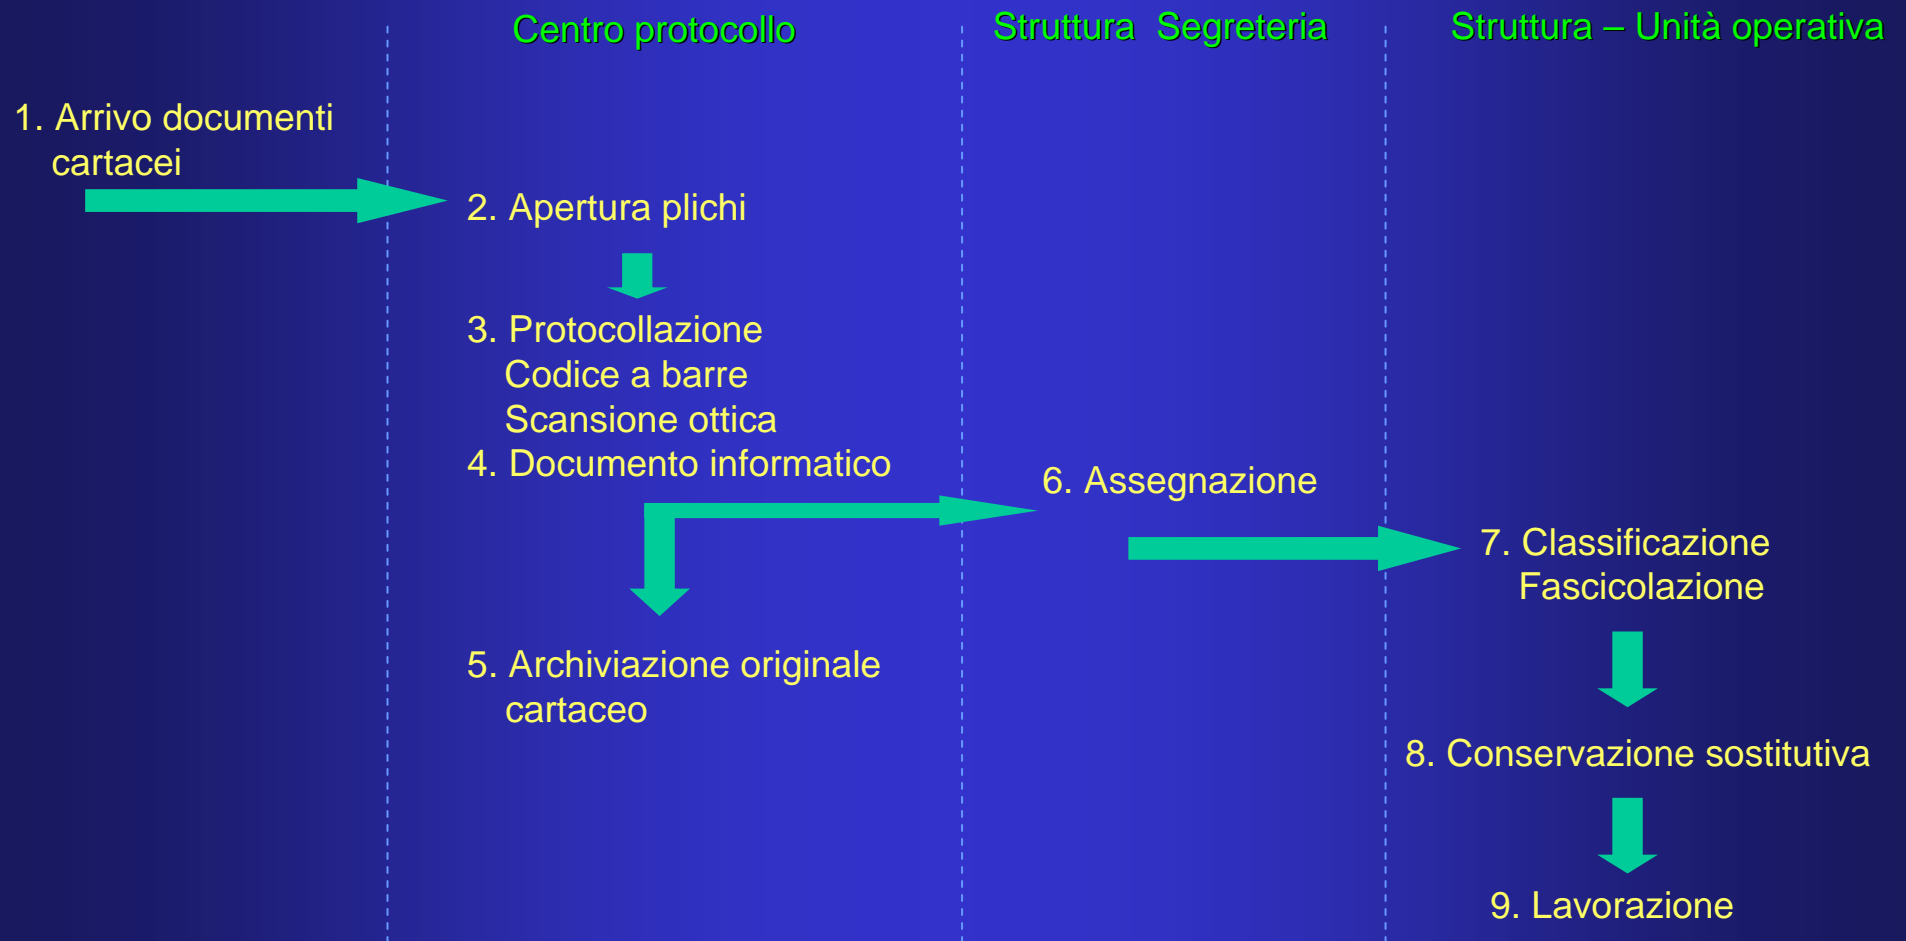 Centro protocollo
Struttura Segreteria
Struttura – Unità operativa
1. Arrivo documenti
cartacei
2. Apertura plichi
3. Protocollazione
Codice a barre
Scansione ottica
4. Documento informatico
5. Archiviazione originale
cartaceo
6. Assegnazione
7. Classificazione
Fascicolazione
8. Conservazione sostitutiva
9. Lavorazione